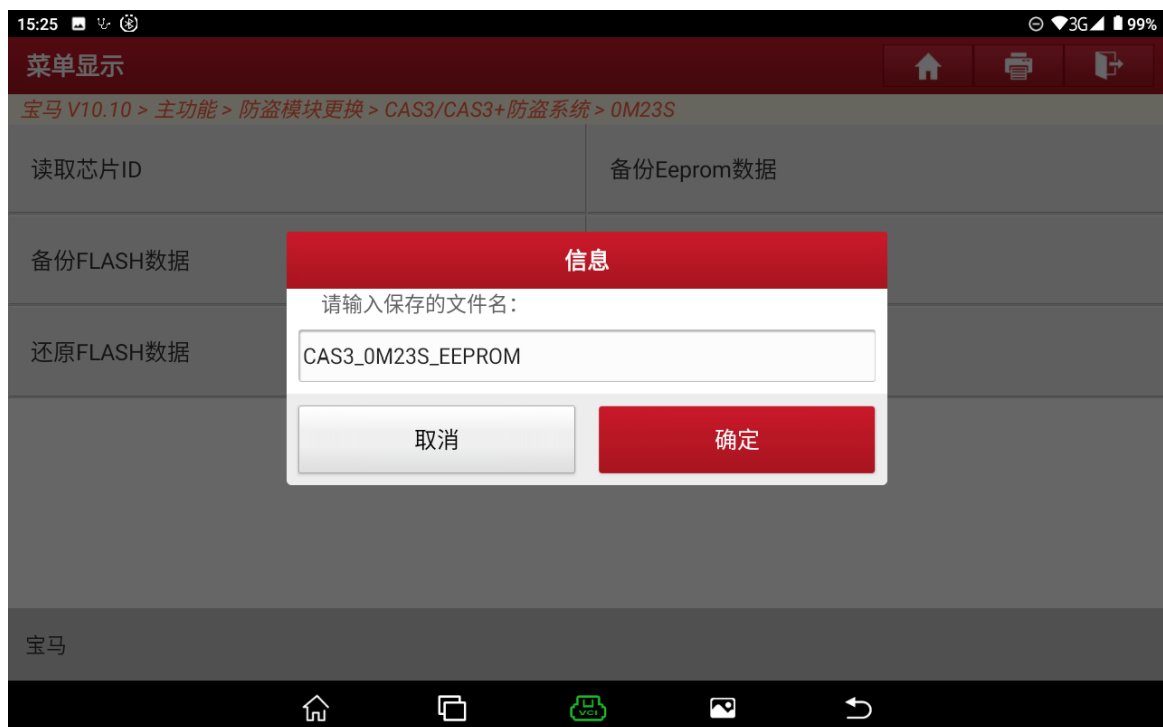 15:25
3G 99%
菜单显示
宝马 V10.10 > 主功能 > 防盗模块更换 > CAS3/CAS3+防盗系统 > 0M23S
读取芯片ID
备份Eeprom数据
备份FLASH数据
还原FLASH数据
信息
请输入保存的文件名：
CAS3_0M23S_EEPROM
取消
确定
宝马
VCI